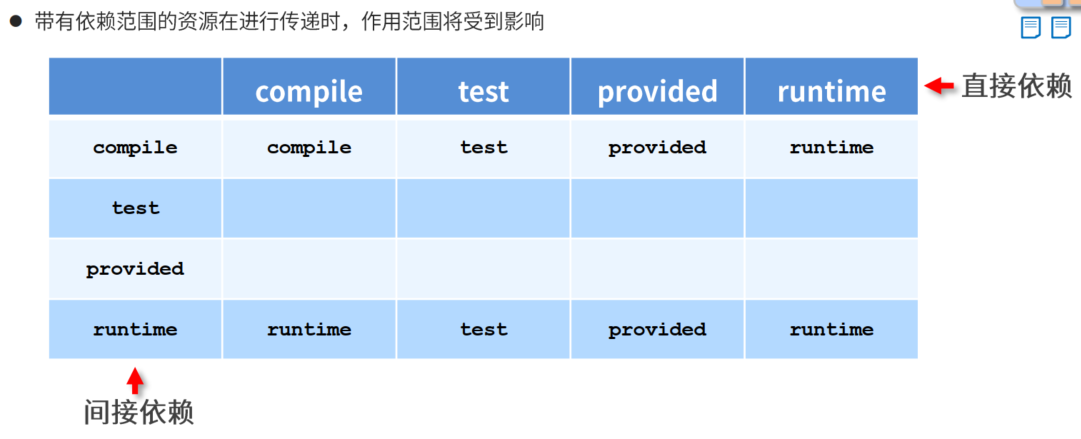 ● 带有依赖范围的资源在进行传递时，作用范围将受到影响
compile test provided runtime
直接依赖
compile compile test provided runtime
test
provided
runtime runtime test provided runtime
间接依赖